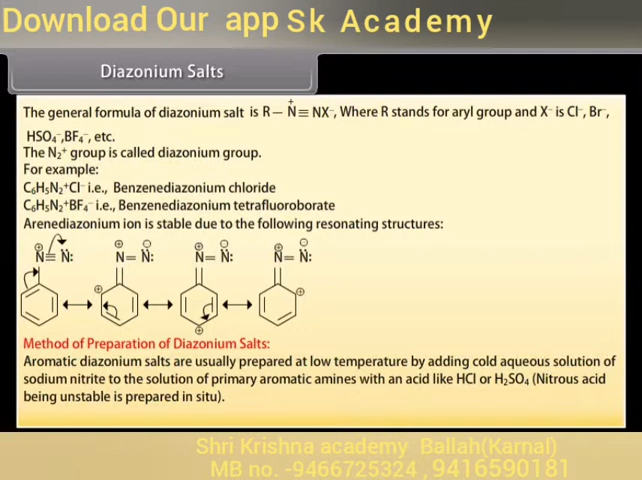 Download Our app Sk Academy
Diazonium Salts
The general formula of diazonium salt is R – N⁺ ≡ NX⁻, Where R stands for aryl group and X⁻ is Cl⁻, Br⁻,
HSO₄⁻,BF₄⁻, etc.
The N₂⁺ group is called diazonium group.
For example:
C₆H₅N₂⁺Cl⁻ i.e., Benzenediazonium chloride
C₆H₅N₂⁺BF₄⁻ i.e., Benzenediazonium tetrafluoroborate
Arenediazonium ion is stable due to the following resonating structures:
N≡ N: N= N: N= N: N= N:
Method of Preparation of Diazonium Salts:
Aromatic diazonium salts are usually prepared at low temperature by adding cold aqueous solution of
sodium nitrite to the solution of primary aromatic amines with an acid like HCl or H₂SO₄ (Nitrous acid
being unstable is prepared in situ).
Shri Krishna academy Ballah(Karnal)
MB no. -9466725324 ,9416590181